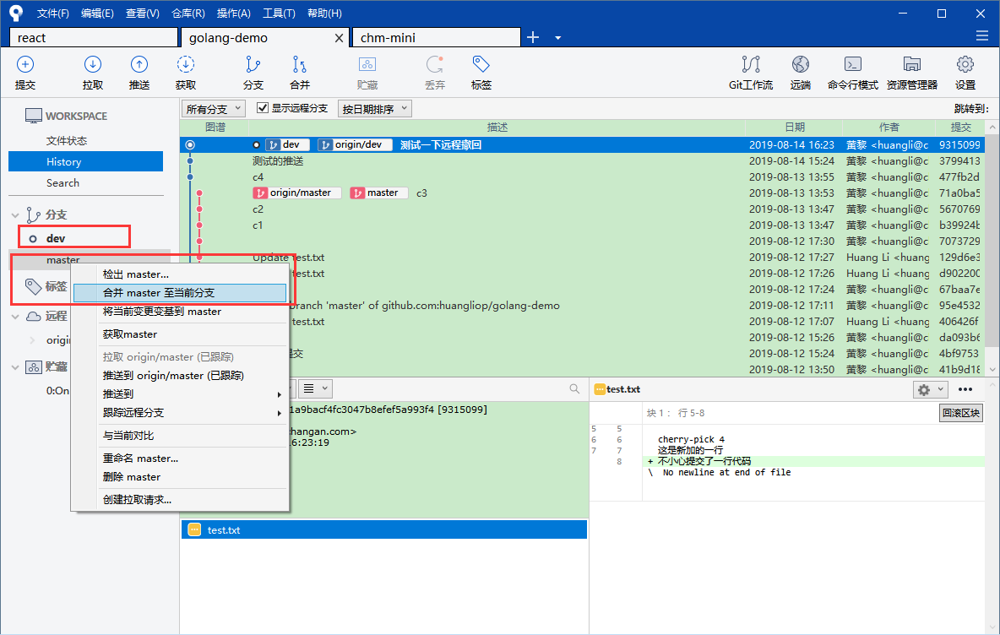 文件(F) 编辑(E) 查看(V) 仓库(R) 操作(A) 工具(T) 帮助(H)
react golang-demo chm-mini
提交 拉取 推送 获取 分支 合并 贮藏 丢弃 标签 Git工作流 远端 命令行模式 资源管理器 设置
所有分支 显示远程分支 按日期排序 跳转到:
图谱 描述 日期 作者 提交
WORKSPACE
文件状态
History
Search
分支
dev
master
标签
远程
origi
贮藏
0:On
dev origin/dev 测试一下远程撤回 2019-08-14 16:23 黄黎 <huangli@c 9315099
测试的推送 2019-08-14 15:24 黄黎 <huangli@c 3799413
c4 2019-08-13 13:55 黄黎 <huangli@c 477fb2d
origin/master master c3 2019-08-13 13:53 黄黎 <huangli@c 71a0ba5
c2 2019-08-13 13:47 黄黎 <huangli@c 5670769
c1 2019-08-13 13:47 黄黎 <huangli@c b39924b
2019-08-12 17:30 黄黎 <huangli@c 7073729
Update test.txt 2019-08-12 17:27 Huang Li <huang 129d6e3
test.txt 2019-08-12 17:26 Huang Li <huang d902200
2019-08-12 17:24 黄黎 <huangli@c 67baa7e
branch 'master' of github.com:huangliop/golang-demo 2019-08-12 17:11 黄黎 <huangli@c 95e4532
test.txt 2019-08-12 17:07 Huang Li <huang 406426f
2019-08-12 15:26 黄黎 <huangli@c da093b6
提交 2019-08-12 15:24 黄黎 <huangli@c 4bf9753
2019-08-12 13:50 黄黎 <huangli@c 41b9d18
检出 master...
合并 master 至当前分支
将当前变更变基到 master
获取master
拉取 origin/master (已跟踪)
推送到 origin/master (已跟踪)
推送到
跟踪远程分支
与当前对比
重命名 master...
删除 master
创建拉取请求...
1a9bacf4fc3047b8efef5a993f4 [9315099]
changan.com>
6:23:19
test.txt
test.txt
块 1： 行 5-8 回滚区块
5 5
6 6 cherry-pick 4
7 7 这是新加的一行
8 + 不小心提交了一行代码
\ No newline at end of file